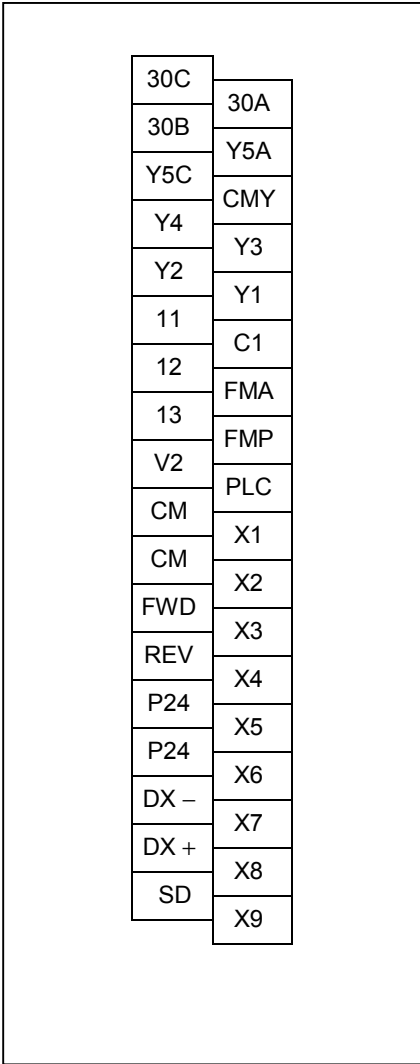 30C
30A
30B
Y5A
Y5C
CMY
Y4
Y3
Y2
Y1
11
C1
12
FMA
13
FMP
V2
PLC
CM
X1
CM
X2
FWD
X3
REV
X4
P24
X5
P24
X6
DX −
X7
DX +
X8
SD
X9